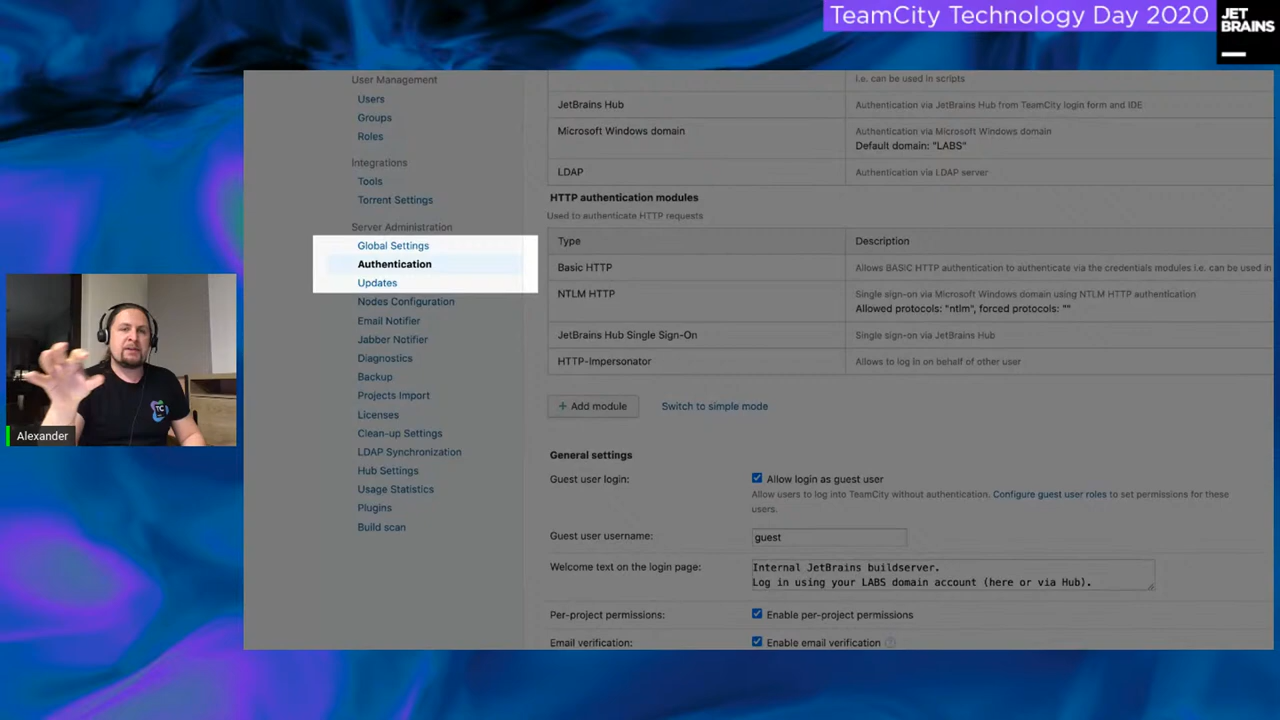 TeamCity Technology Day 2020
JET
BRAINS
User Management
Users
Groups
Roles
Integrations
Tools
Torrent Settings
Server Administration
Global Settings
Authentication
Updates
Nodes Configuration
Email Notifier
Jabber Notifier
Diagnostics
Backup
Projects Import
Licenses
Clean-up Settings
LDAP Synchronization
Hub Settings
Usage Statistics
Plugins
Build scan
i.e. can be used in scripts
JetBrains Hub Authentication via JetBrains Hub from TeamCity login form and IDE
Microsoft Windows domain Authentication via Microsoft Windows domain
Default domain: "LABS"
LDAP Authentication via LDAP server
HTTP authentication modules
Used to authenticate HTTP requests
Type Description
Basic HTTP Allows BASIC HTTP authentication to authenticate via the credentials modules i.e. can be used in
NTLM HTTP Single sign-on via Microsoft Windows domain using NTLM HTTP authentication
Allowed protocols: "ntlm", forced protocols: ""
JetBrains Hub Single Sign-On Single sign-on via JetBrains Hub
HTTP-Impersonator Allows to log in on behalf of other user
+ Add module Switch to simple mode
General settings
Guest user login: Allow login as guest user
Allow users to log into TeamCity without authentication. Configure guest user roles to set permissions for these
users.
Guest user username: guest
Welcome text on the login page: Internal JetBrains buildserver.
Log in using your LABS domain account (here or via Hub).
Per-project permissions: Enable per-project permissions
Email verification: Enable email verification ?
TC
Alexander